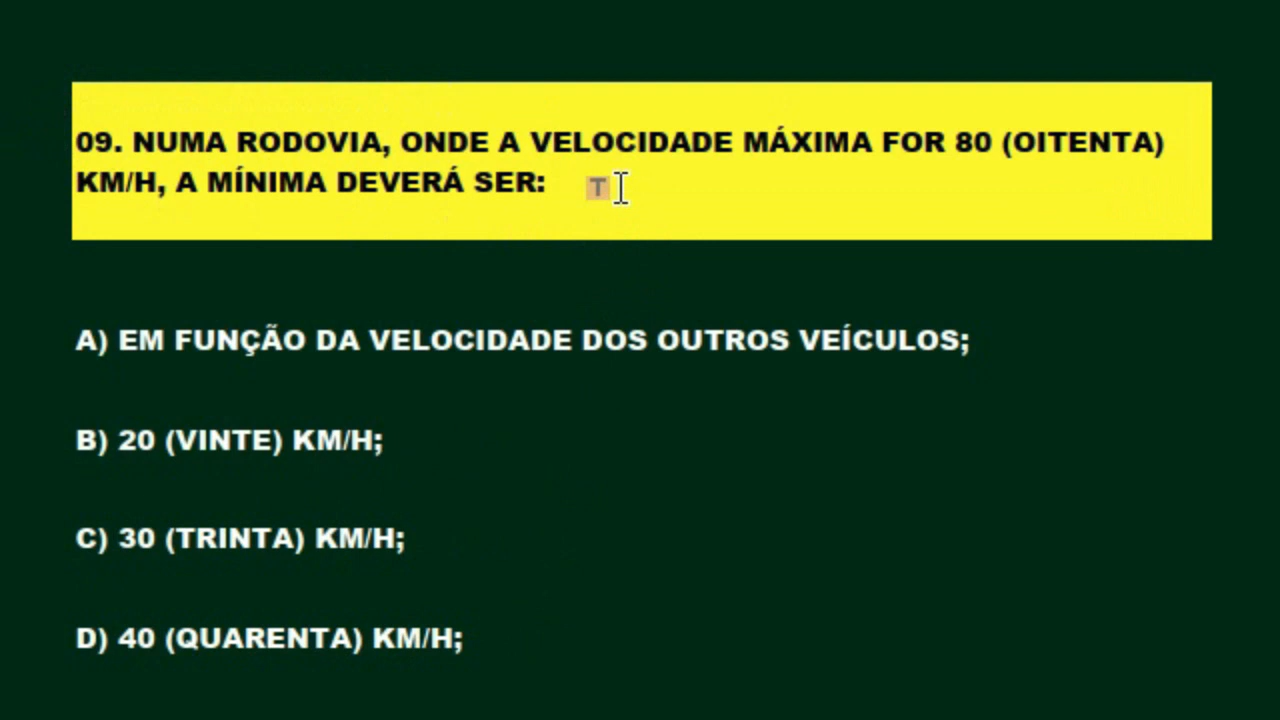 09. NUMA RODOVIA, ONDE A VELOCIDADE MÁXIMA FOR 80 (OITENTA)
KM/H, A MÍNIMA DEVERÁ SER: T
A) EM FUNÇÃO DA VELOCIDADE DOS OUTROS VEÍCULOS;
B) 20 (VINTE) KM/H;
C) 30 (TRINTA) KM/H;
D) 40 (QUARENTA) KM/H;